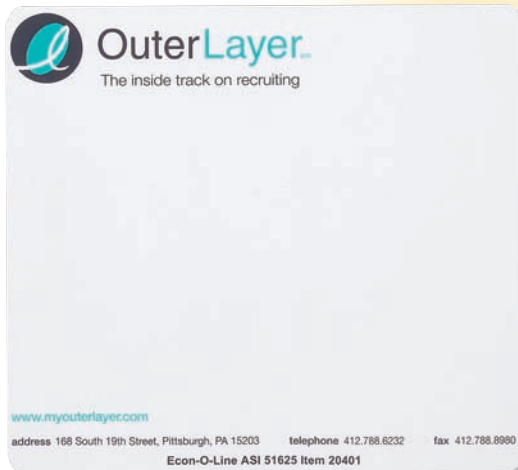 OuterLayer
The inside track on recruiting
www.myouterlayer.com
address 168 South 19th Street, Pittsburgh, PA 15203 telephone 412.788.6232 fax 412.788.8980
Econ-O-Line ASI 51625 Item 20401